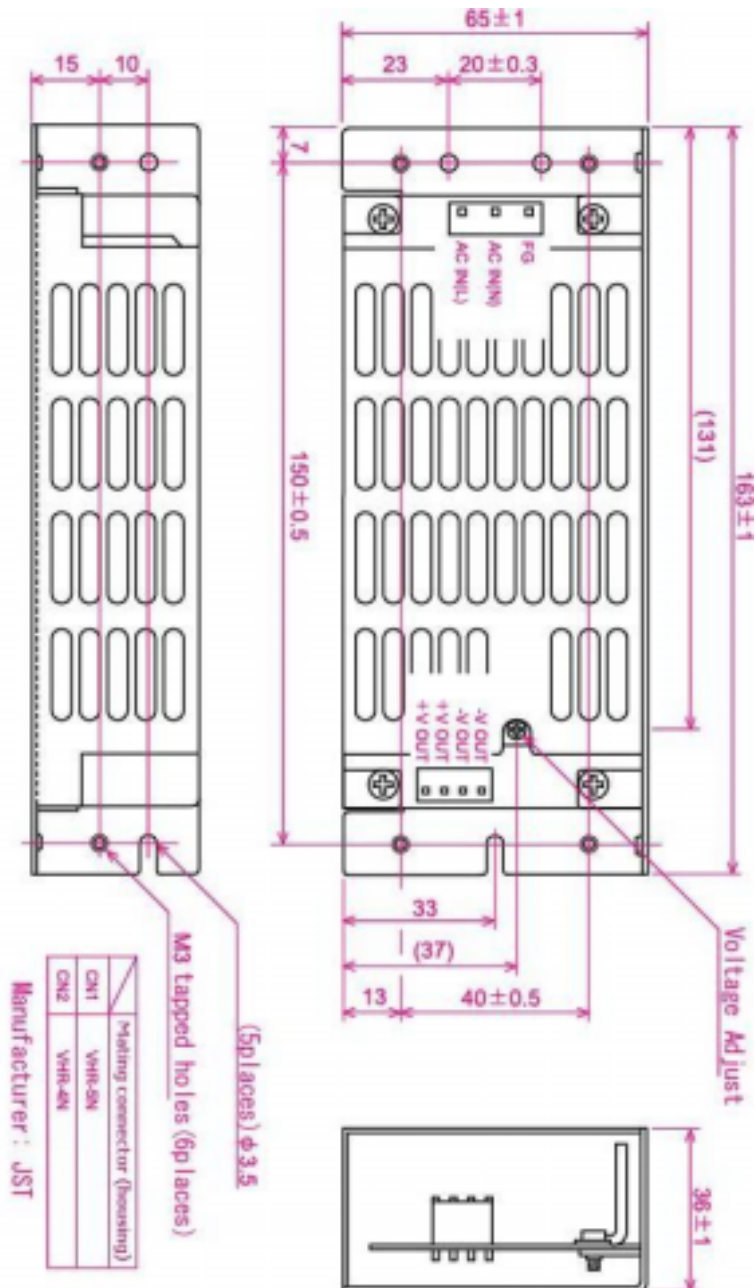 65±1
15
10
23
20±0.3
7
FG
AC IN(N)
AC IN(L)
(131)
163±1
150±0.5
-V OUT
-V OUT
+V OUT
+V OUT
33
(37)
13
40±0.5
Voltage Adjust
(5places)ϕ3.5
M3 tapped holes(6places)
Mating connector (housing)
CN1 VHR-5N
CN2 VHR-4N
Manufacturer: JST
36±1